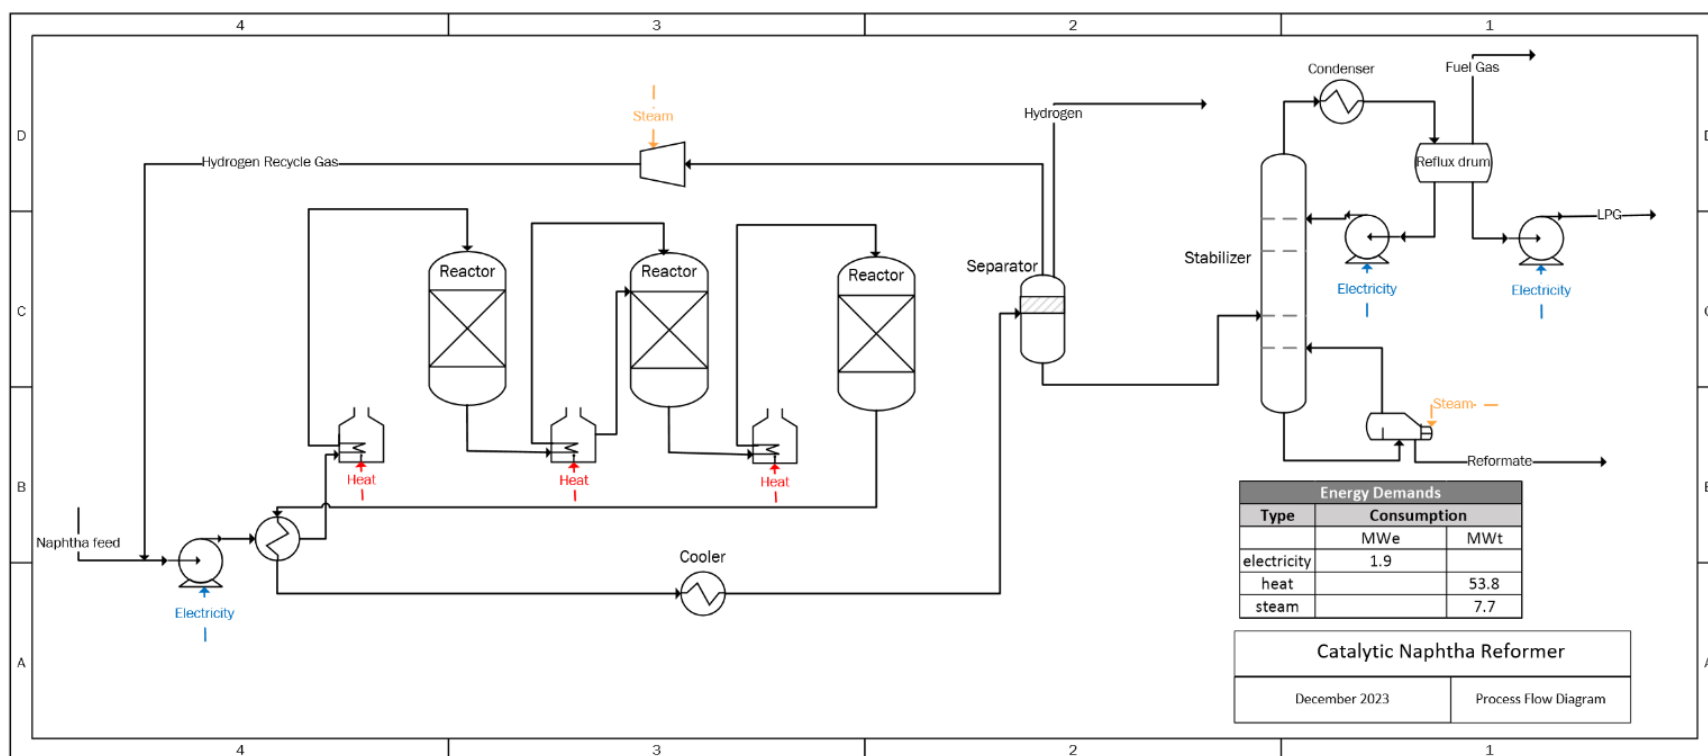 4 3 2 1
D
D
C
C
B
B
A
A
Steam
Hydrogen Recycle Gas
Hydrogen
Condenser
Fuel Gas
Reflux drum
LPG
Reactor
Reactor
Reactor
Separator
Stabilizer
Electricity
Electricity
Heat
Heat
Heat
Steam
Reformate
Naphtha feed
Electricity
Cooler
Energy Demands
Type Consumption
MWe MWt
electricity 1.9
heat 53.8
steam 7.7
Catalytic Naphtha Reformer
December 2023 Process Flow Diagram
4 3 2 1